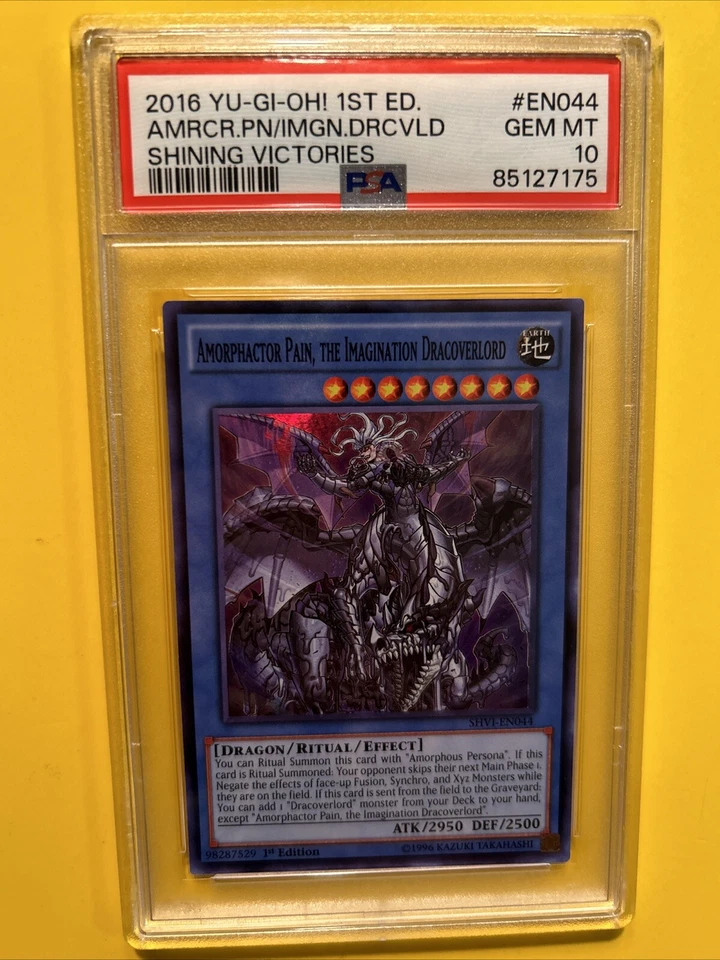 2016 YU-GI-OH! 1ST ED. #EN044
AMRCR.PN/IMGN.DRCVLD GEM MT
SHINING VICTORIES 10
PSA 85127175
AMORPHACTOR PAIN, THE IMAGINATION DRACOVERLORD
EARTH
地
SHVI-EN044
[DRAGON/RITUAL/EFFECT]
You can Ritual Summon this card with "Amorphous Persona". If this
card is Ritual Summoned: Your opponent skips their next Main Phase 1.
Negate the effects of face-up Fusion, Synchro, and Xyz Monsters while
they are on the field. If this card is sent from the field to the Graveyard:
You can add 1 "Dracoverlord" monster from your Deck to your hand,
except "Amorphactor Pain, the Imagination Dracoverlord".
ATK/2950 DEF/2500
98287529 1st Edition ©1996 KAZUKI TAKAHASHI